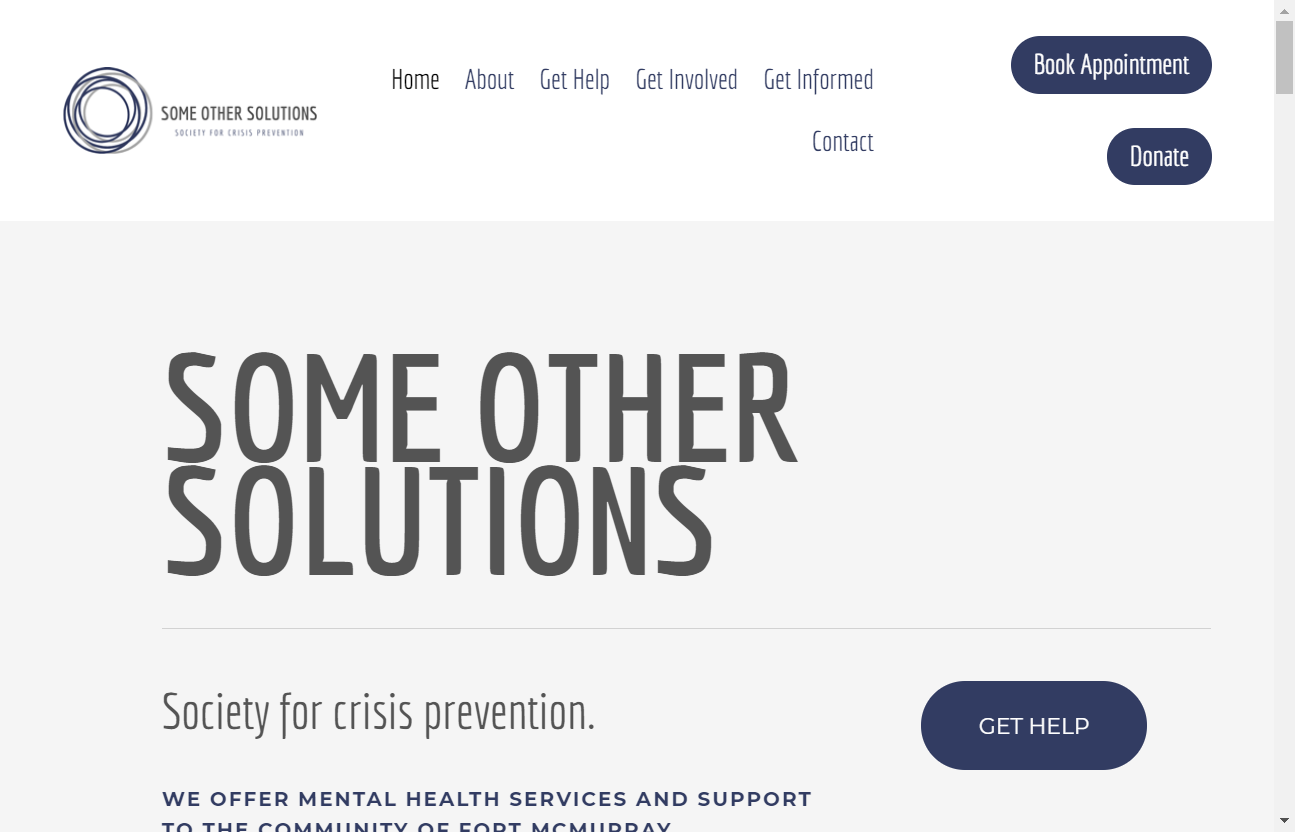 SOME OTHER SOLUTIONS
SOCIETY FOR CRISIS PREVENTION
Home About Get Help Get Involved Get Informed
Contact
Book Appointment
Donate
SOME OTHER
SOLUTIONS
Society for crisis prevention.
GET HELP
WE OFFER MENTAL HEALTH SERVICES AND SUPPORT
TO THE COMMUNITY OF FORT MCMURRAY